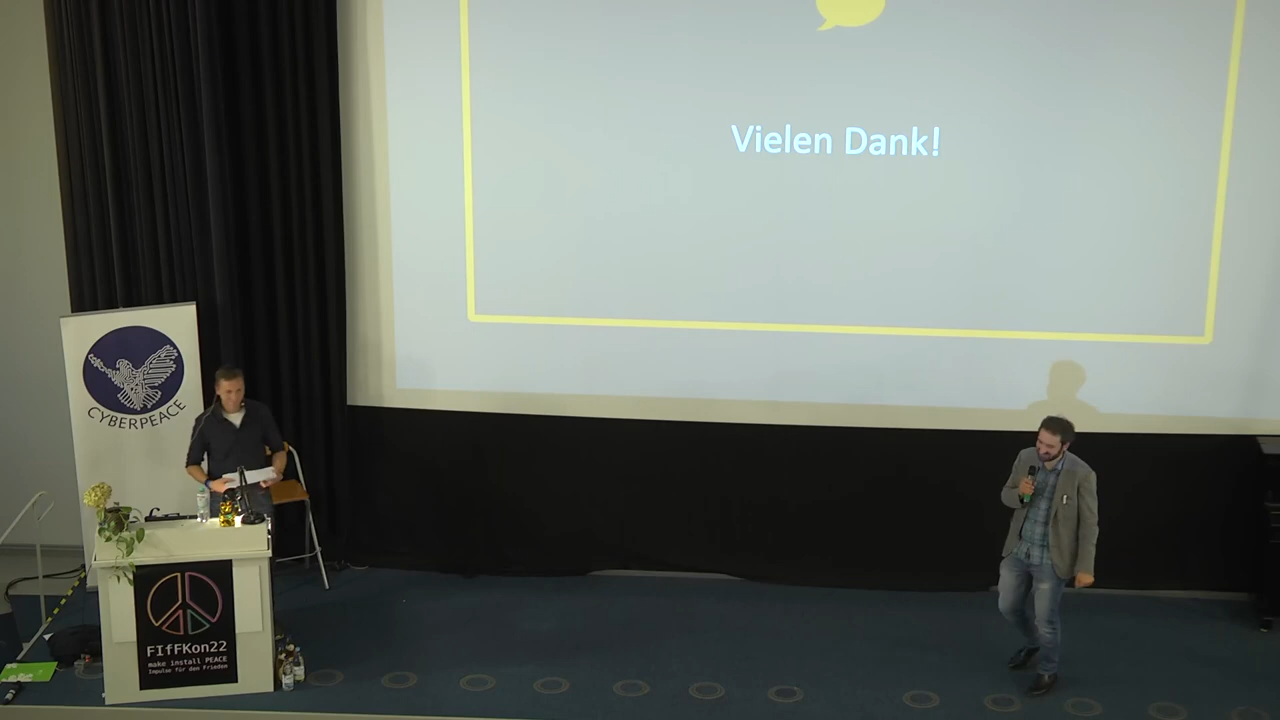 Vielen Dank!
CYBERPEACE
FIfFKon22
make install PEACE
Impulse für den Frieden